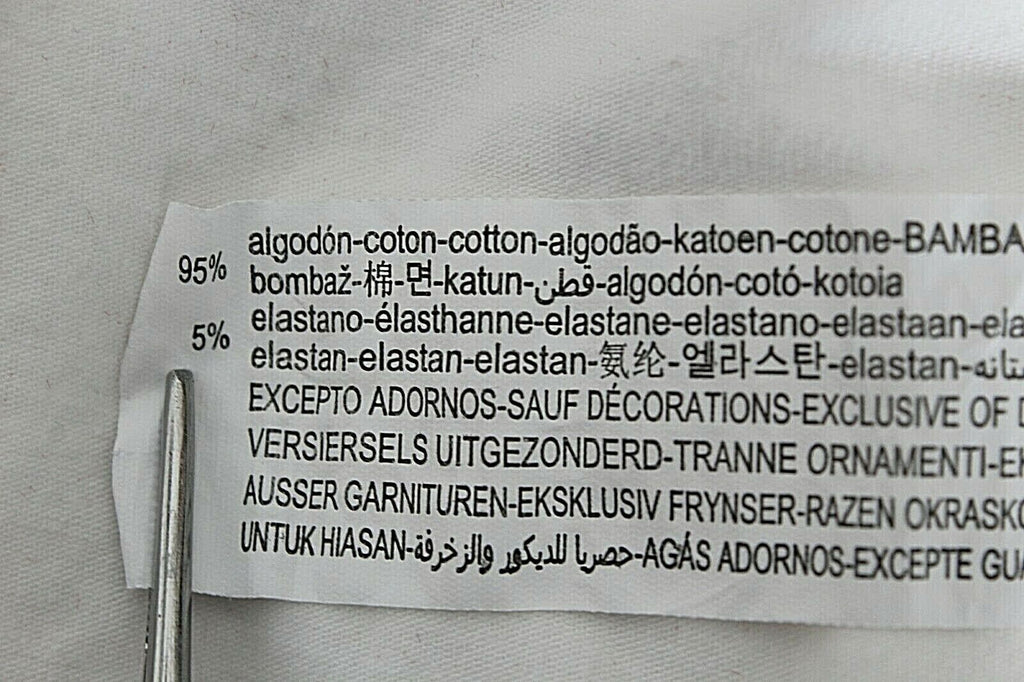 95% algodón-coton-cotton-algodão-katoen-cotone-BAMBA
bombaž-棉-면-katun-قطن-algodón-cotó-kotoia
5% elastano-élasthanne-elastane-elastano-elastaan-ela
elastan-elastan-elastan-氨纶-엘라스탄-elastan-
EXCEPTO ADORNOS-SAUF DÉCORATIONS-EXCLUSIVE OF D
VERSIERSELS UITGEZONDERD-TRANNE ORNAMENTI-
AUSSER GARNITUREN-EKSKLUSIV FRYNSER-RAZEN OKRASKO
UNTUK HIASAN-حصريا للديكور والزخرفة-AGÁS ADORNOS-EXCEPTE GUA